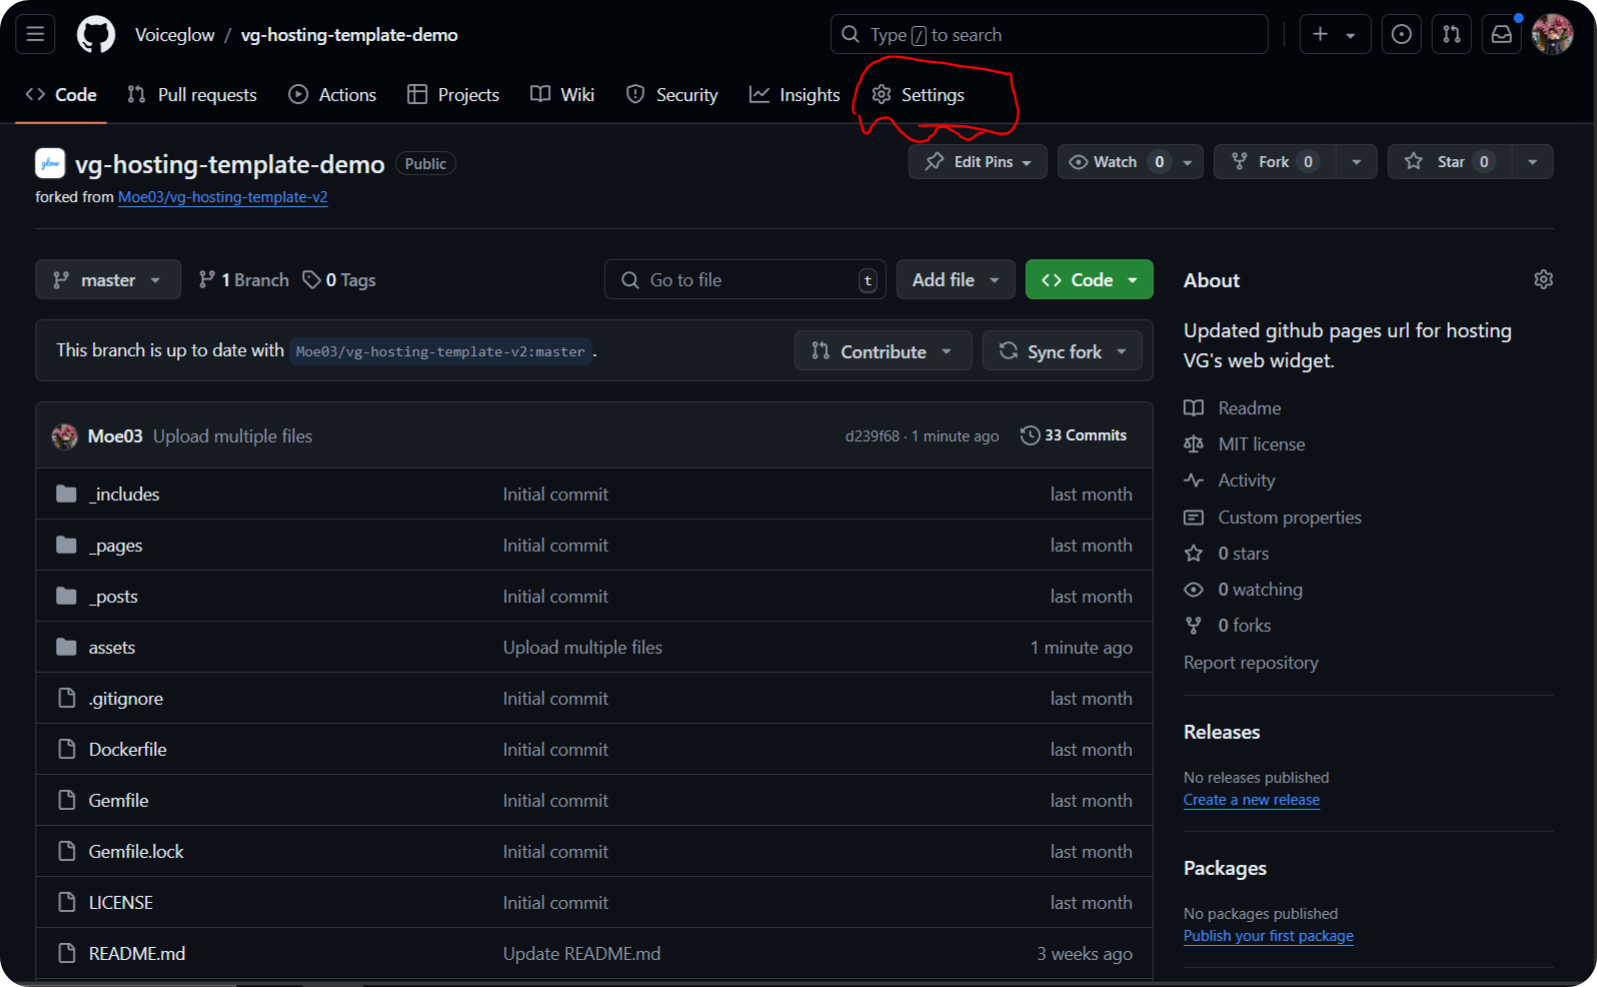 Voiceglow / vg-hosting-template-demo
Type / to search
Code Pull requests Actions Projects Wiki Security Insights Settings
glow vg-hosting-template-demo Public
Edit Pins Watch 0 Fork 0 Star 0
forked from Moe03/vg-hosting-template-v2
master 1 Branch 0 Tags
Go to file t Add file Code
This branch is up to date with Moe03/vg-hosting-template-v2:master .
Contribute Sync fork
Moe03 Upload multiple files d239f68 · 1 minute ago 33 Commits
_includes Initial commit last month
_pages Initial commit last month
_posts Initial commit last month
assets Upload multiple files 1 minute ago
.gitignore Initial commit last month
Dockerfile Initial commit last month
Gemfile Initial commit last month
Gemfile.lock Initial commit last month
LICENSE Initial commit last month
README.md Update README.md 3 weeks ago
About
Updated github pages url for hosting
VG's web widget.
Readme
MIT license
Activity
Custom properties
0 stars
0 watching
0 forks
Report repository
Releases
No releases published
Create a new release
Packages
No packages published
Publish your first package